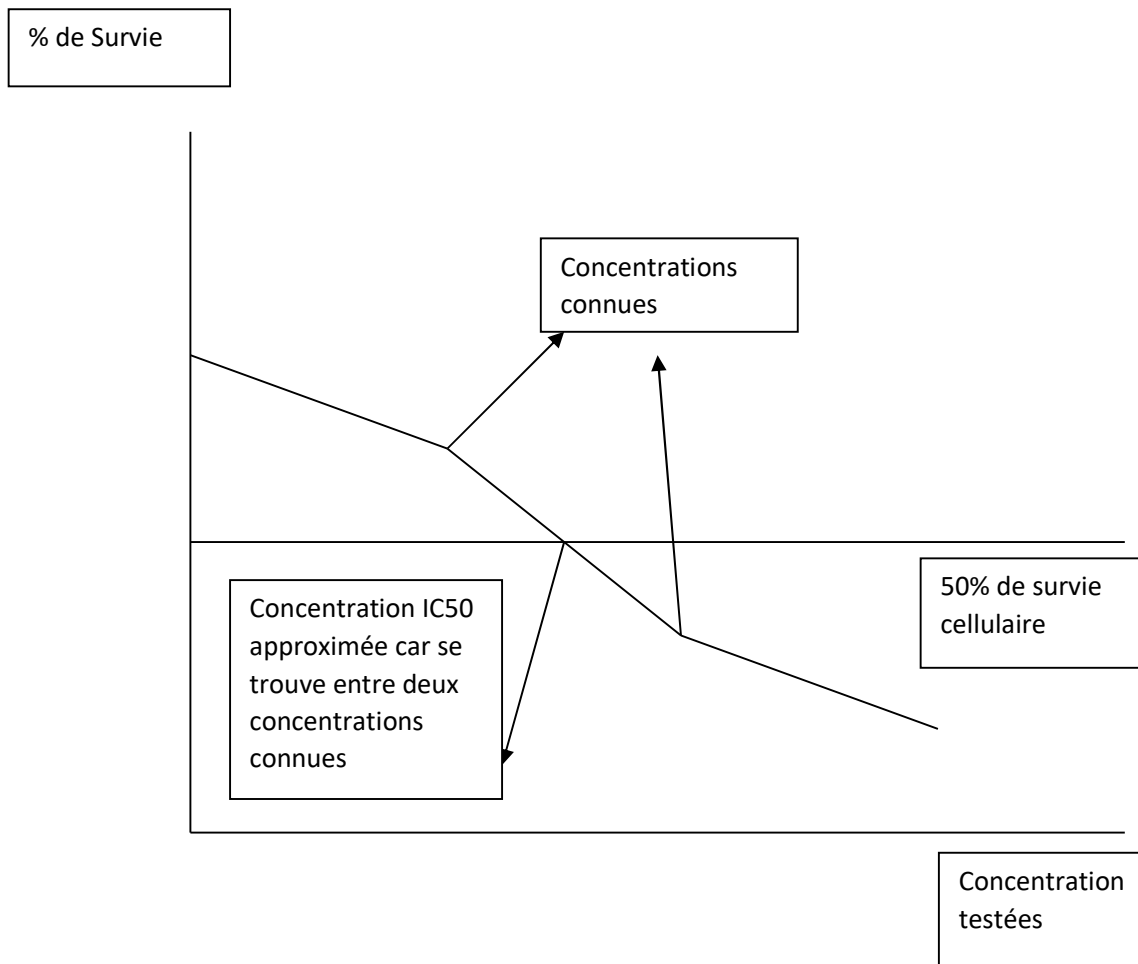 % de Survie
Concentrations
connues
50% de survie
cellulaire
Concentration IC50
approximée car se
trouve entre deux
concentrations
connues
Concentration
testées